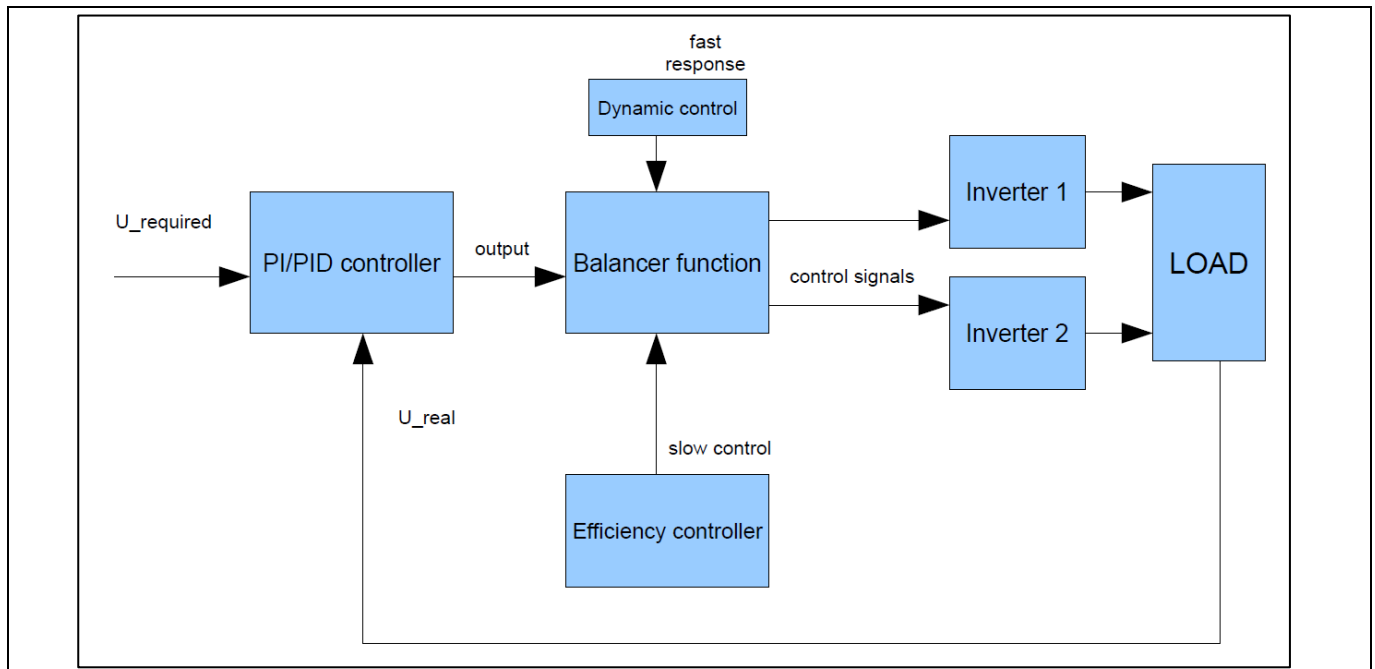 fast
response
Dynamic control
U_required
PI/PID controller
output
Balancer function
control signals
Inverter 1
Inverter 2
LOAD
U_real
slow control
Efficiency controller